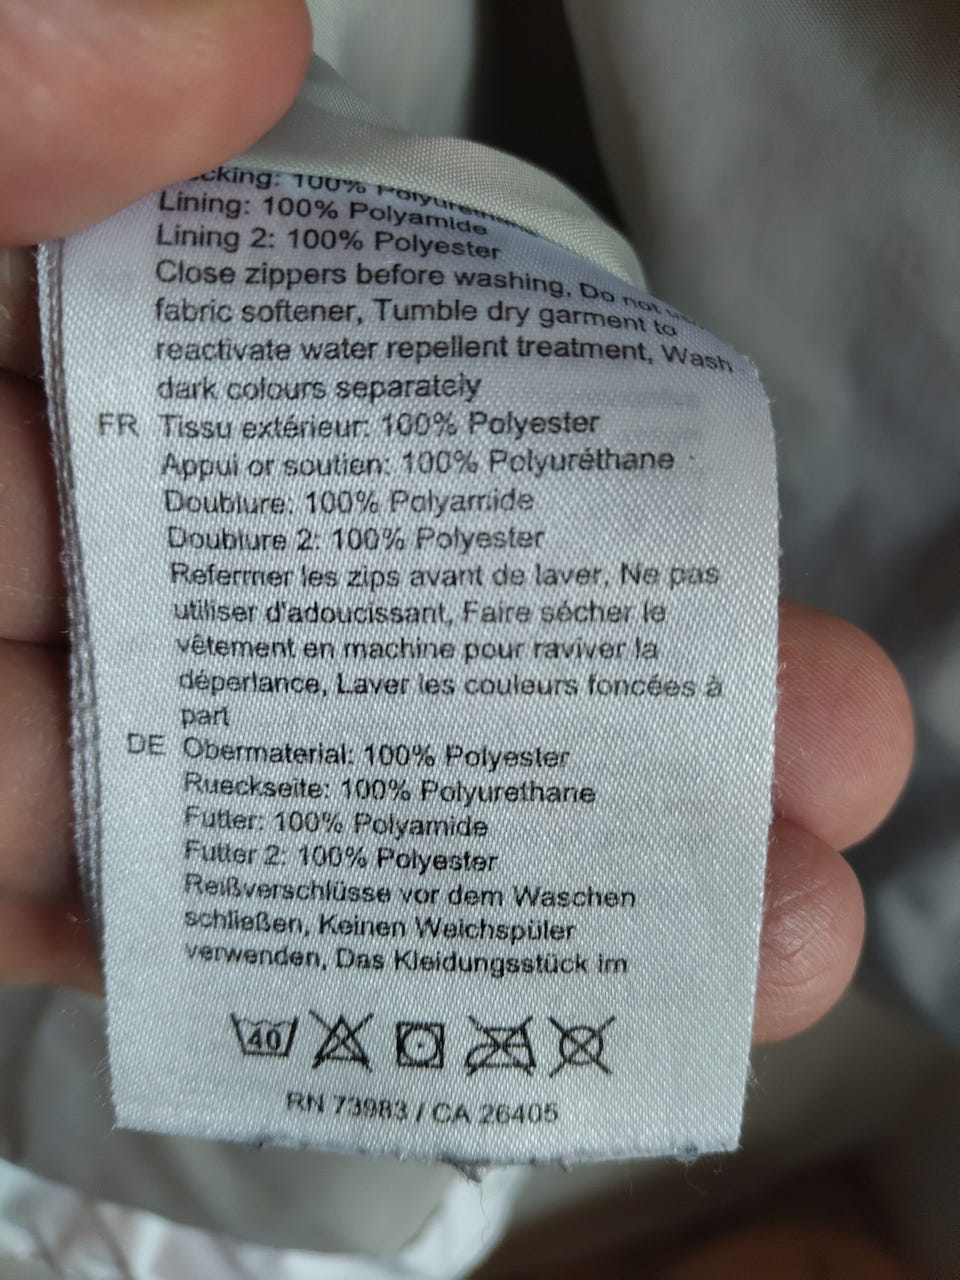 100% Polyurethane
Lining: 100% Polyamide
Lining 2: 100% Polyester
Close zippers before washing, Do not
fabric softener, Tumble dry garment to
reactivate water repellent treatment, Wash
dark colours separately
FR Tissu extérieur: 100% Polyester
Appui or soutien: 100% Polyuréthane
Doublure: 100% Polyamide
Doublure 2: 100% Polyester
Refermer les zips avant de laver, Ne pas
utiliser d'adoucissant, Faire sécher le
vêtement en machine pour raviver la
déperlance, Laver les couleurs foncées à
part
DE Obermaterial: 100% Polyester
Rueckseite: 100% Polyurethane
Futter: 100% Polyamide
Futter 2: 100% Polyester
Reißverschlüsse vor dem Waschen
schließen, Keinen Weichspüler
verwenden, Das Kleidungsstück im
40
RN 73983 / CA 26405